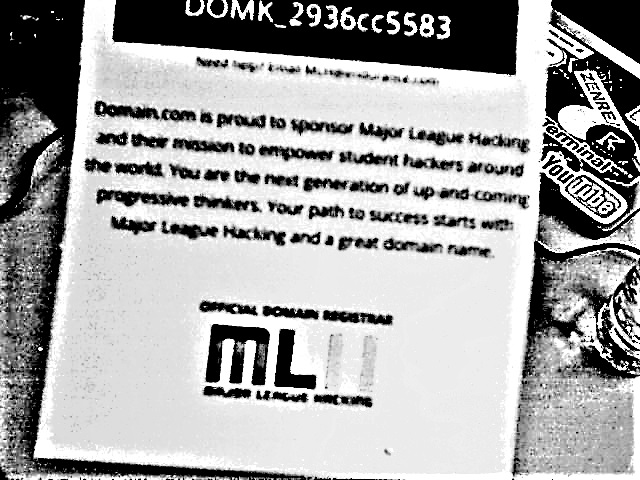 DOMK_2936cc5583
Need help? Email MLH@endurance.com
Domain.com is proud to sponsor Major League Hacking
and their mission to empower student hackers around
the world. You are the next generation of up-and-coming
progressive thinkers. Your path to success starts with
Major League Hacking and a great domain name.
OFFICIAL DOMAIN REGISTRAR
MLH
MAJOR LEAGUE HACKING
ZENREF
Terminal
YouTube